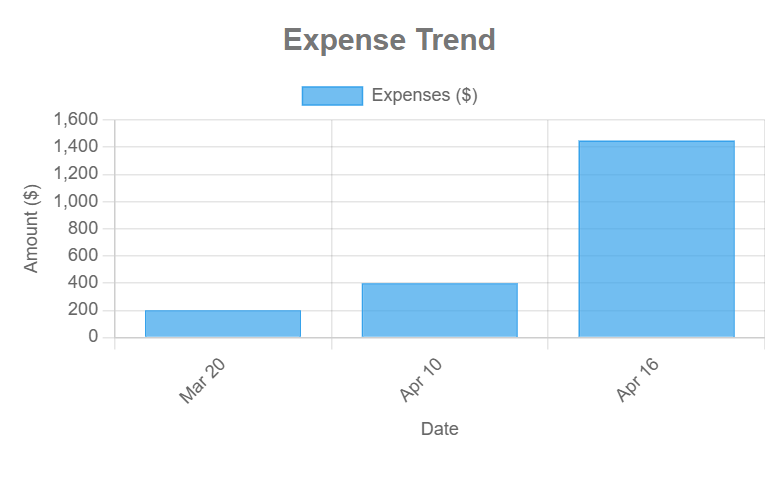 Expense Trend
Expenses ($)
Amount ($)
1,600
1,400
1,200
1,000
800
600
400
200
0
Mar 20
Apr 10
Apr 16
Date